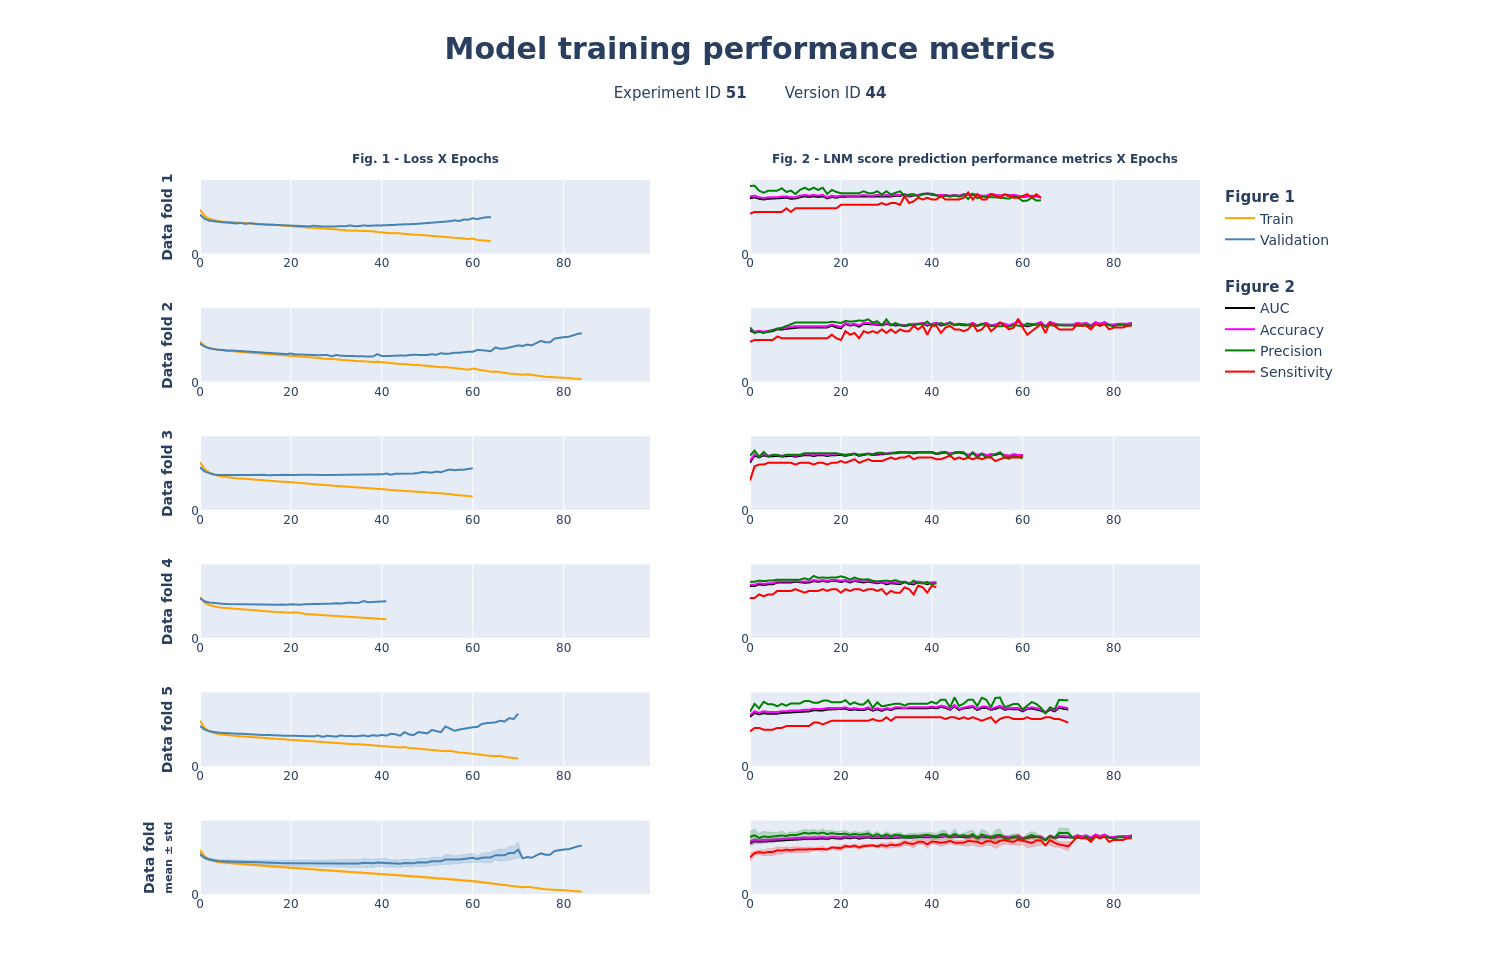 Model training performance metrics
Experiment ID 51 Version ID 44
Fig. 1 - Loss X Epochs
Fig. 2 - LNM score prediction performance metrics X Epochs
Data fold 1
0
0 20 40 60 80
0
0 20 40 60 80
Figure 1
Train
Validation
Figure 2
AUC
Accuracy
Precision
Sensitivity
Data fold 2
0
0 20 40 60 80
0
0 20 40 60 80
Data fold 3
0
0 20 40 60 80
0
0 20 40 60 80
Data fold 4
0
0 20 40 60 80
0
0 20 40 60 80
Data fold 5
0
0 20 40 60 80
0
0 20 40 60 80
Data fold
mean ± std
0
0 20 40 60 80
0
0 20 40 60 80